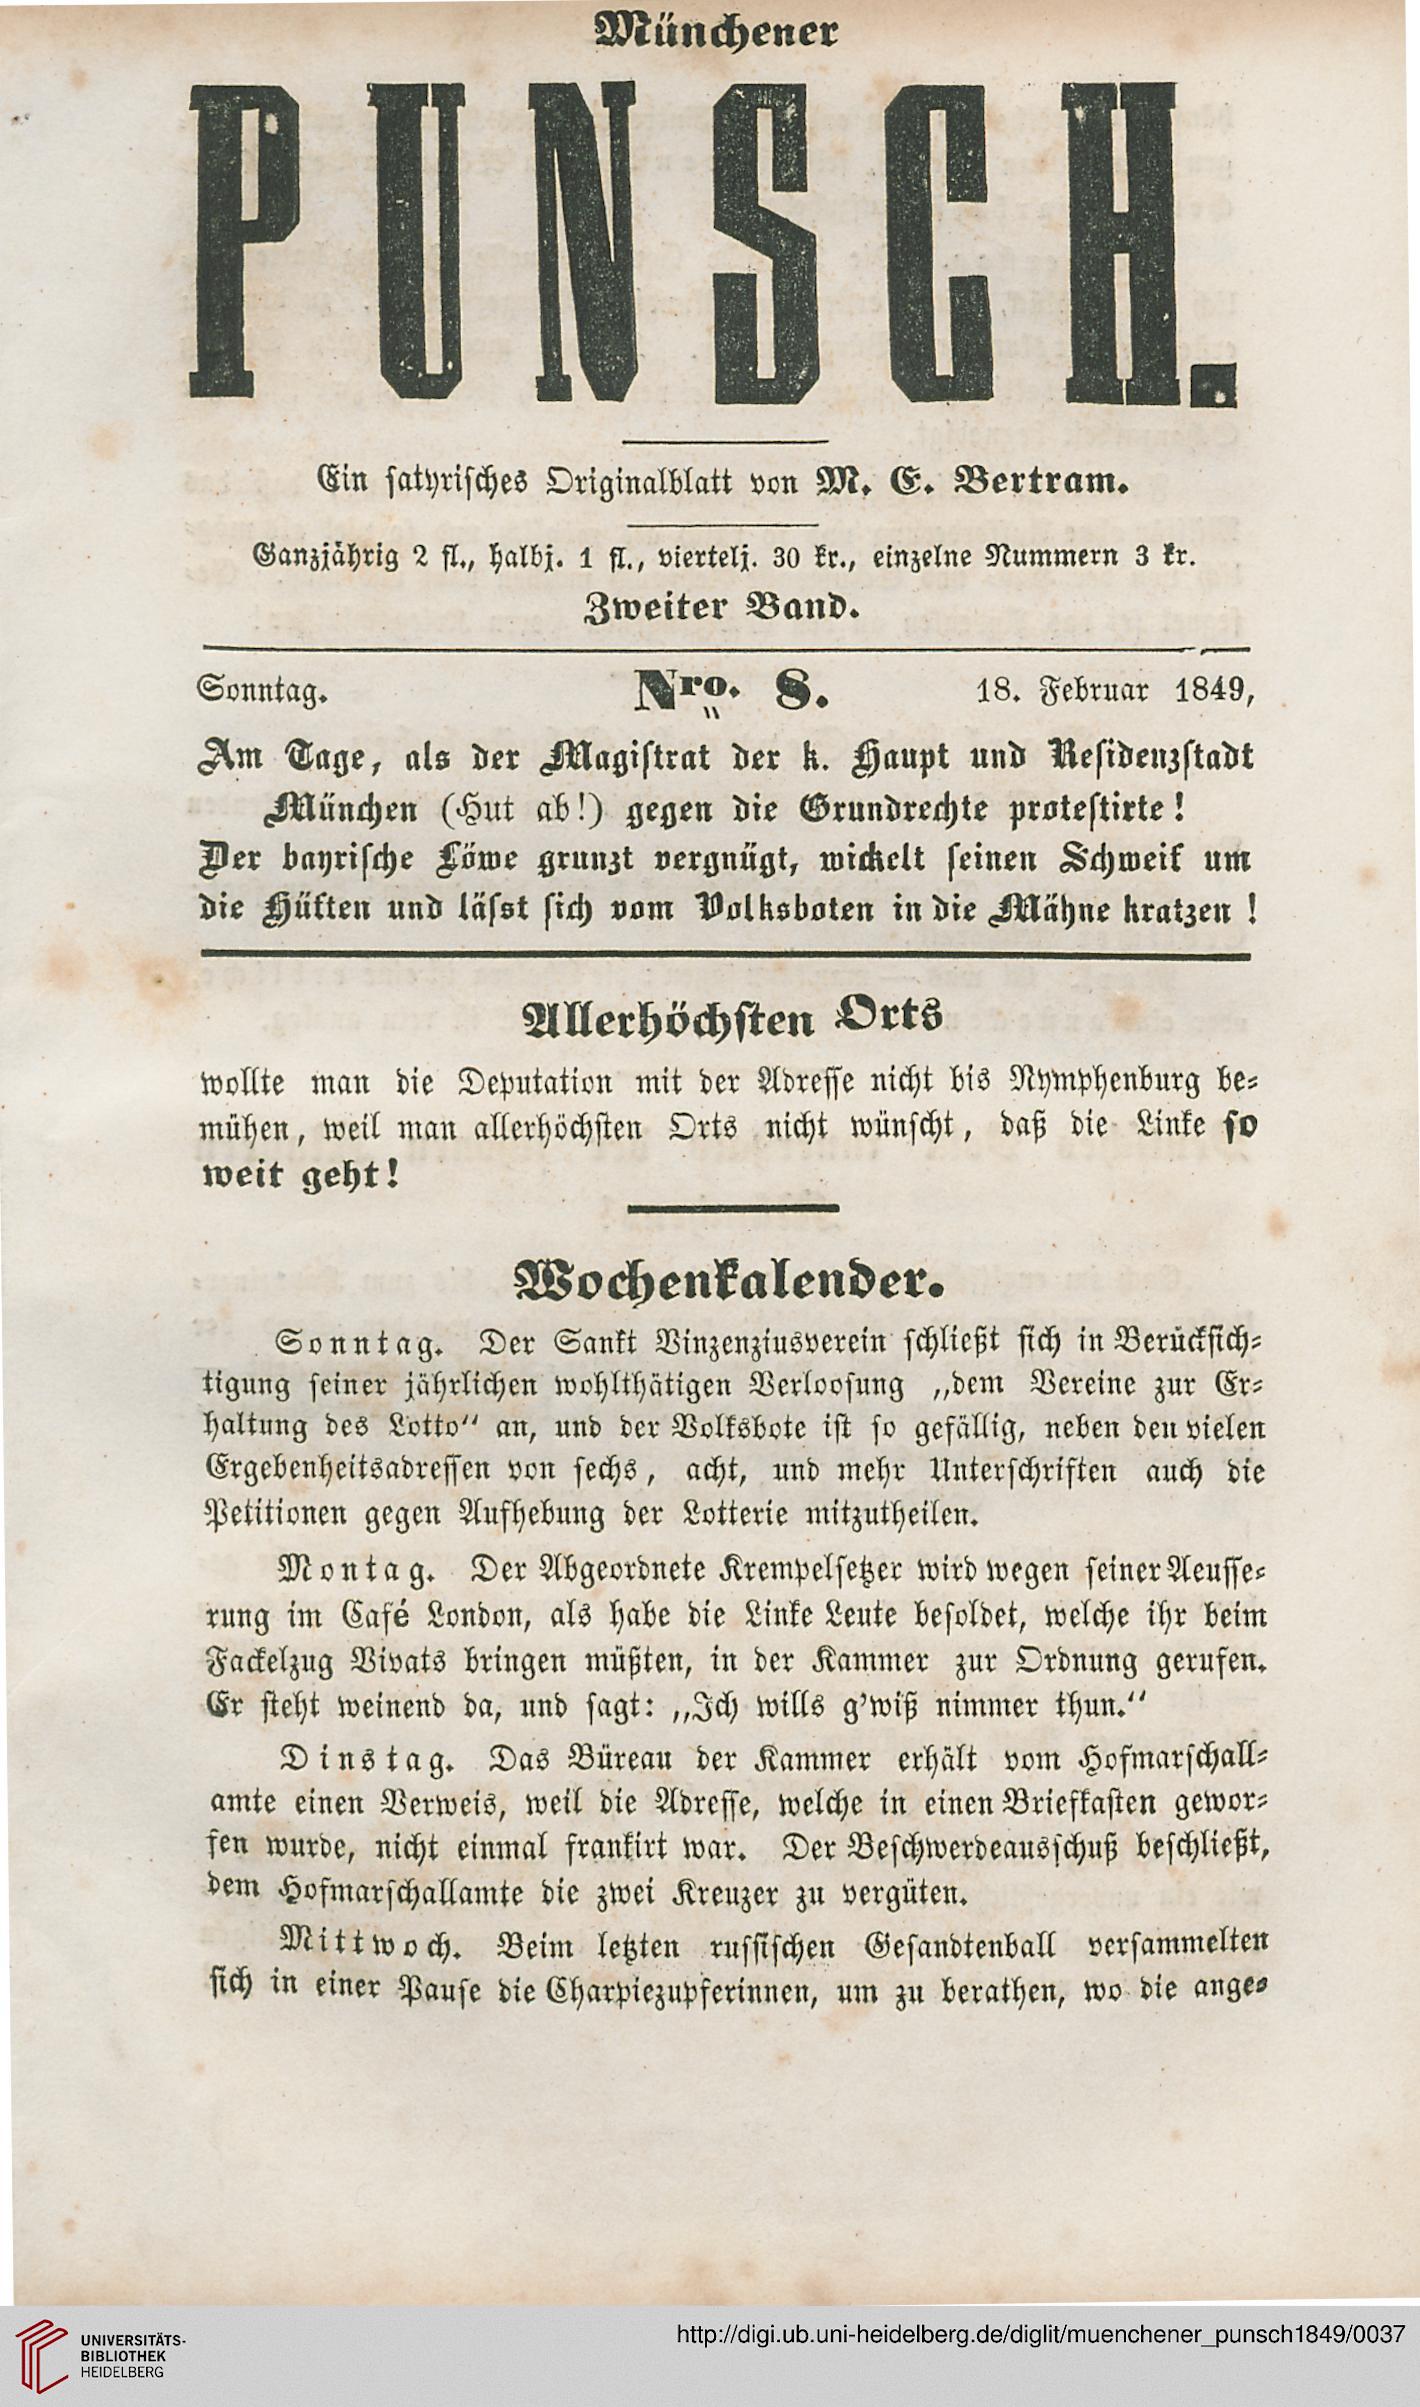 Münchener
PUNSCH.
Ein satyrisches Originalblatt von M. E. Bertram.
Ganzjährig 2 fl., halbj. 1 fl., viertelj. 30 kr., einzelne Nummern 3 kr.
Zweiter Band.
Sonntag. Nro. 8. 18. Februar 1849,
Am Tage, als der Magistrat der k. Haupt und Residenzstadt
München (Hut ab!) gegen die Grundrechte protestirte!
Der bayrische Löwe grunzt vergnügt, wickelt seinen Schweif um
die Hüften und lässt sich vom Volksboten in die Mähne kratzen!
Allerhöchsten Orts
wollte man die Deputation mit der Adresse nicht bis Nymphenburg be-
mühen, weil man allerhöchsten Orts nicht wünscht, daß die Linke so
weit geht!
Wochenkalender.
Sonntag. Der Sankt Vinzenziusverein schließt sich in Berücksich-
tigung seiner jährlichen wohlthätigen Verloosung „dem Vereine zur Er-
haltung des Lotto" an, und der Volksbote ist so gefällig, neben den vielen
Ergebenheitsadressen von sechs, acht, und mehr Unterschriften auch die
Petitionen gegen Aufhebung der Lotterie mitzutheilen.
Montag. Der Abgeordnete Krempelsetzer wird wegen seiner Aeusse-
rung im Café London, als habe die Linke Leute besoldet, welche ihr beim
Fackelzug Vivats bringen müßten, in der Kammer zur Ordnung gerufen.
Er steht weinend da, und sagt: „Ich wills g'wiß nimmer thun."
Dinstag. Das Büreau der Kammer erhält vom Hofmarschall-
amte einen Verweis, weil die Adresse, welche in einen Briefkasten gewor-
fen wurde, nicht einmal frankirt war. Der Beschwerdeausschuß beschließt,
dem Hofmarschallamte die zwei Kreuzer zu vergüten.
Mittwoch. Beim letzten russischen Gesandtenball versammelten
sich in einer Pause die Charpiezupferinnen, um zu berathen, wo die ange-
UNIVERSITÄTS-
BIBLIOTHEK
HEIDELBERG
http://digi.ub.uni-heidelberg.de/diglit/muenchener_punsch1849/0037